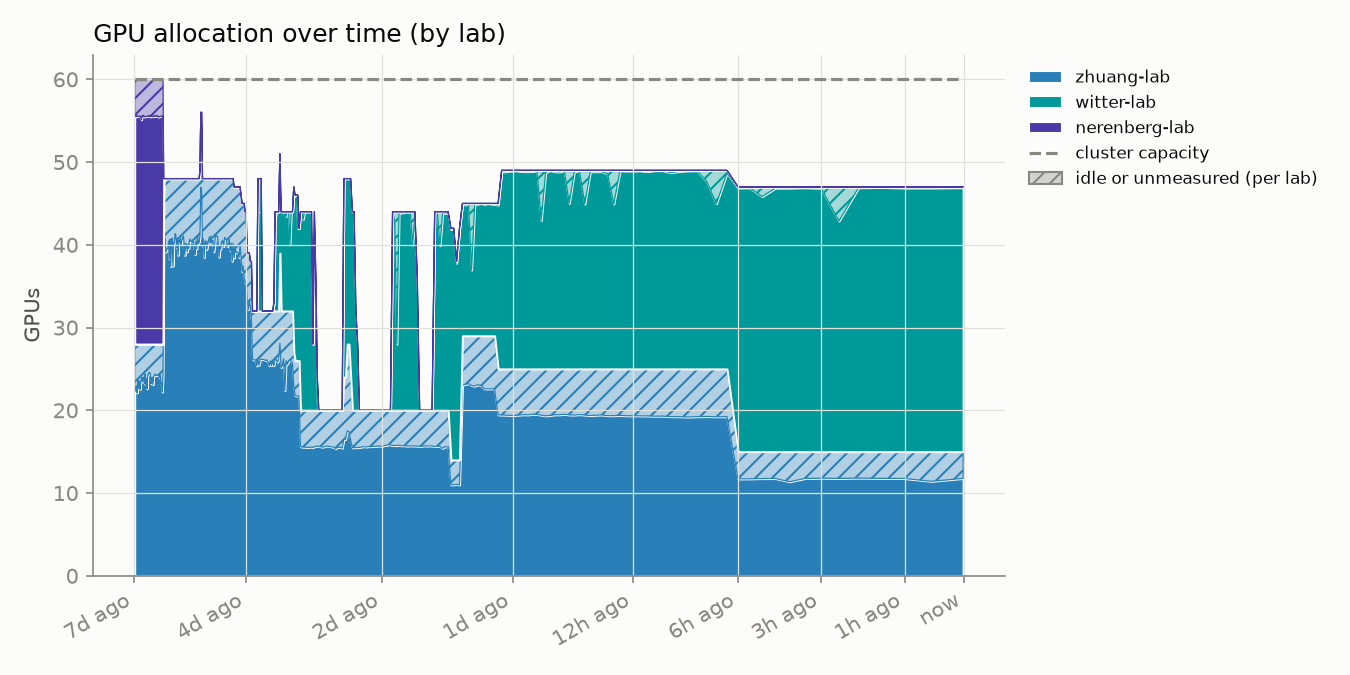 GPU allocation over time (by lab)
GPUs
60
50
40
30
20
10
0
7d ago
4d ago
2d ago
1d ago
12h ago
6h ago
3h ago
1h ago
now
zhuang-lab
witter-lab
nerenberg-lab
cluster capacity
idle or unmeasured (per lab)